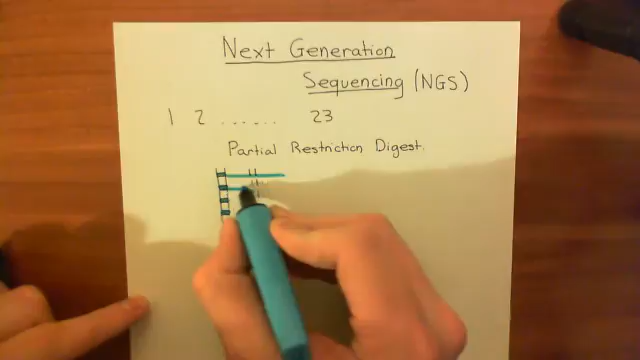 Next Generation
Sequencing (NGS)
1 2 ...... 23
Partial Restriction Digest.